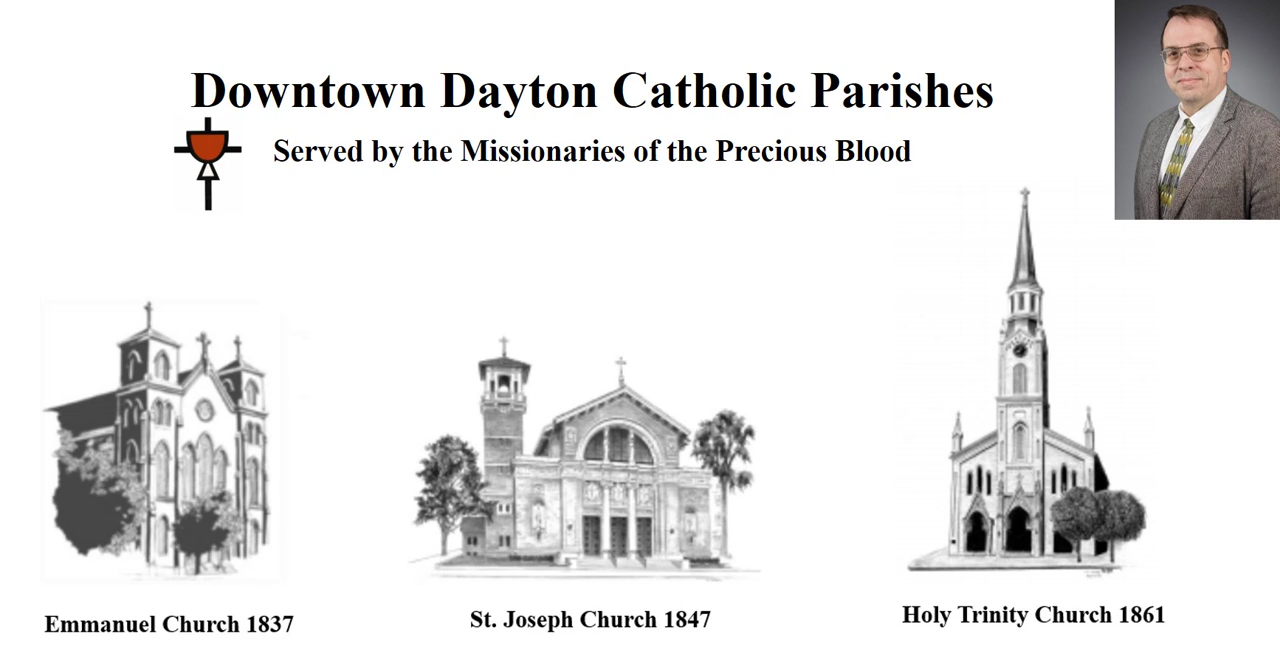 Downtown Dayton Catholic Parishes
Served by the Missionaries of the Precious Blood
Emmanuel Church 1837
St. Joseph Church 1847
Holy Trinity Church 1861